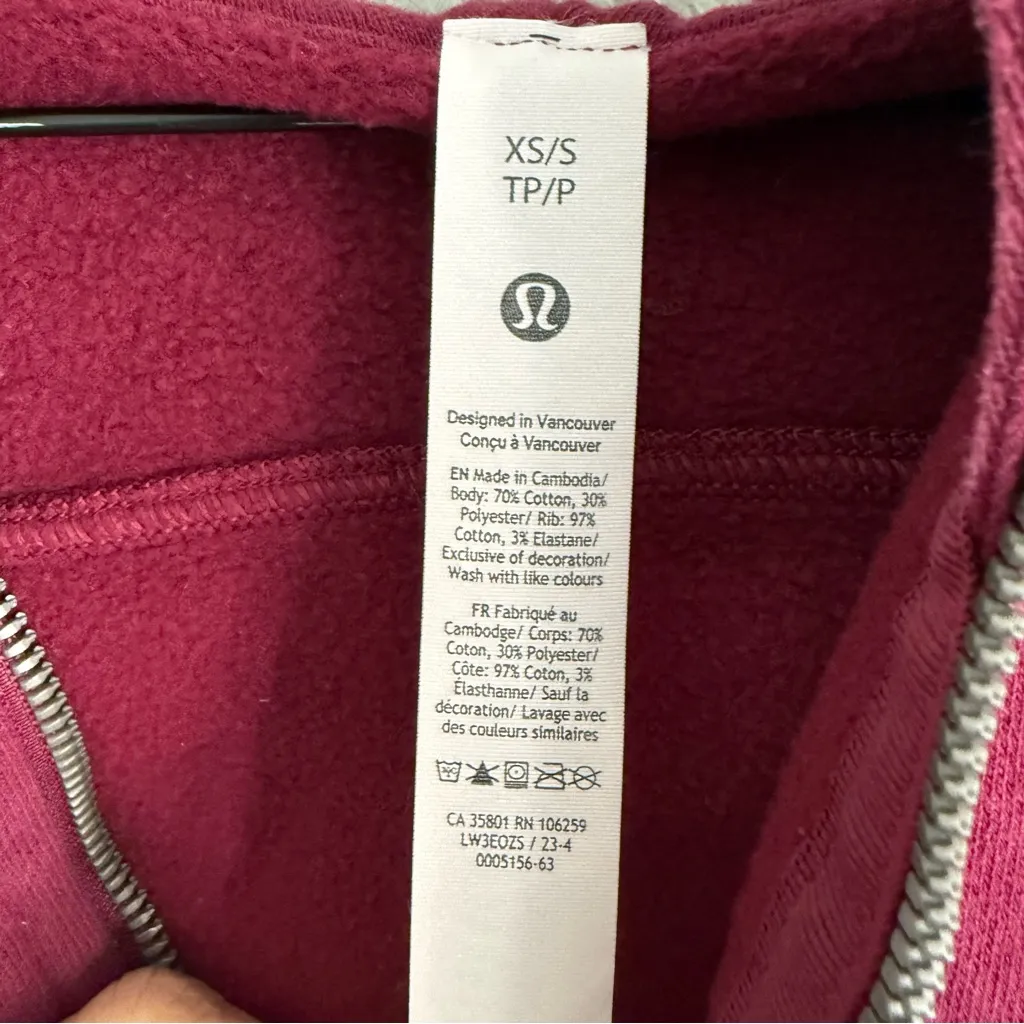 XS/S
TP/P
Designed in Vancouver
Conçu à Vancouver
EN Made in Cambodia/
Body: 70% Cotton, 30%
Polyester/ Rib: 97%
Cotton, 3% Elastane/
Exclusive of decoration/
Wash with like colours
FR Fabriqué au
Cambodge/ Corps: 70%
Coton, 30% Polyester/
Côte: 97% Coton, 3%
Élasthanne/ Sauf la
décoration/ Lavage avec
des couleurs similaires
CA 35801 RN 106259
LW3EOZS / 23-4
0005156-63